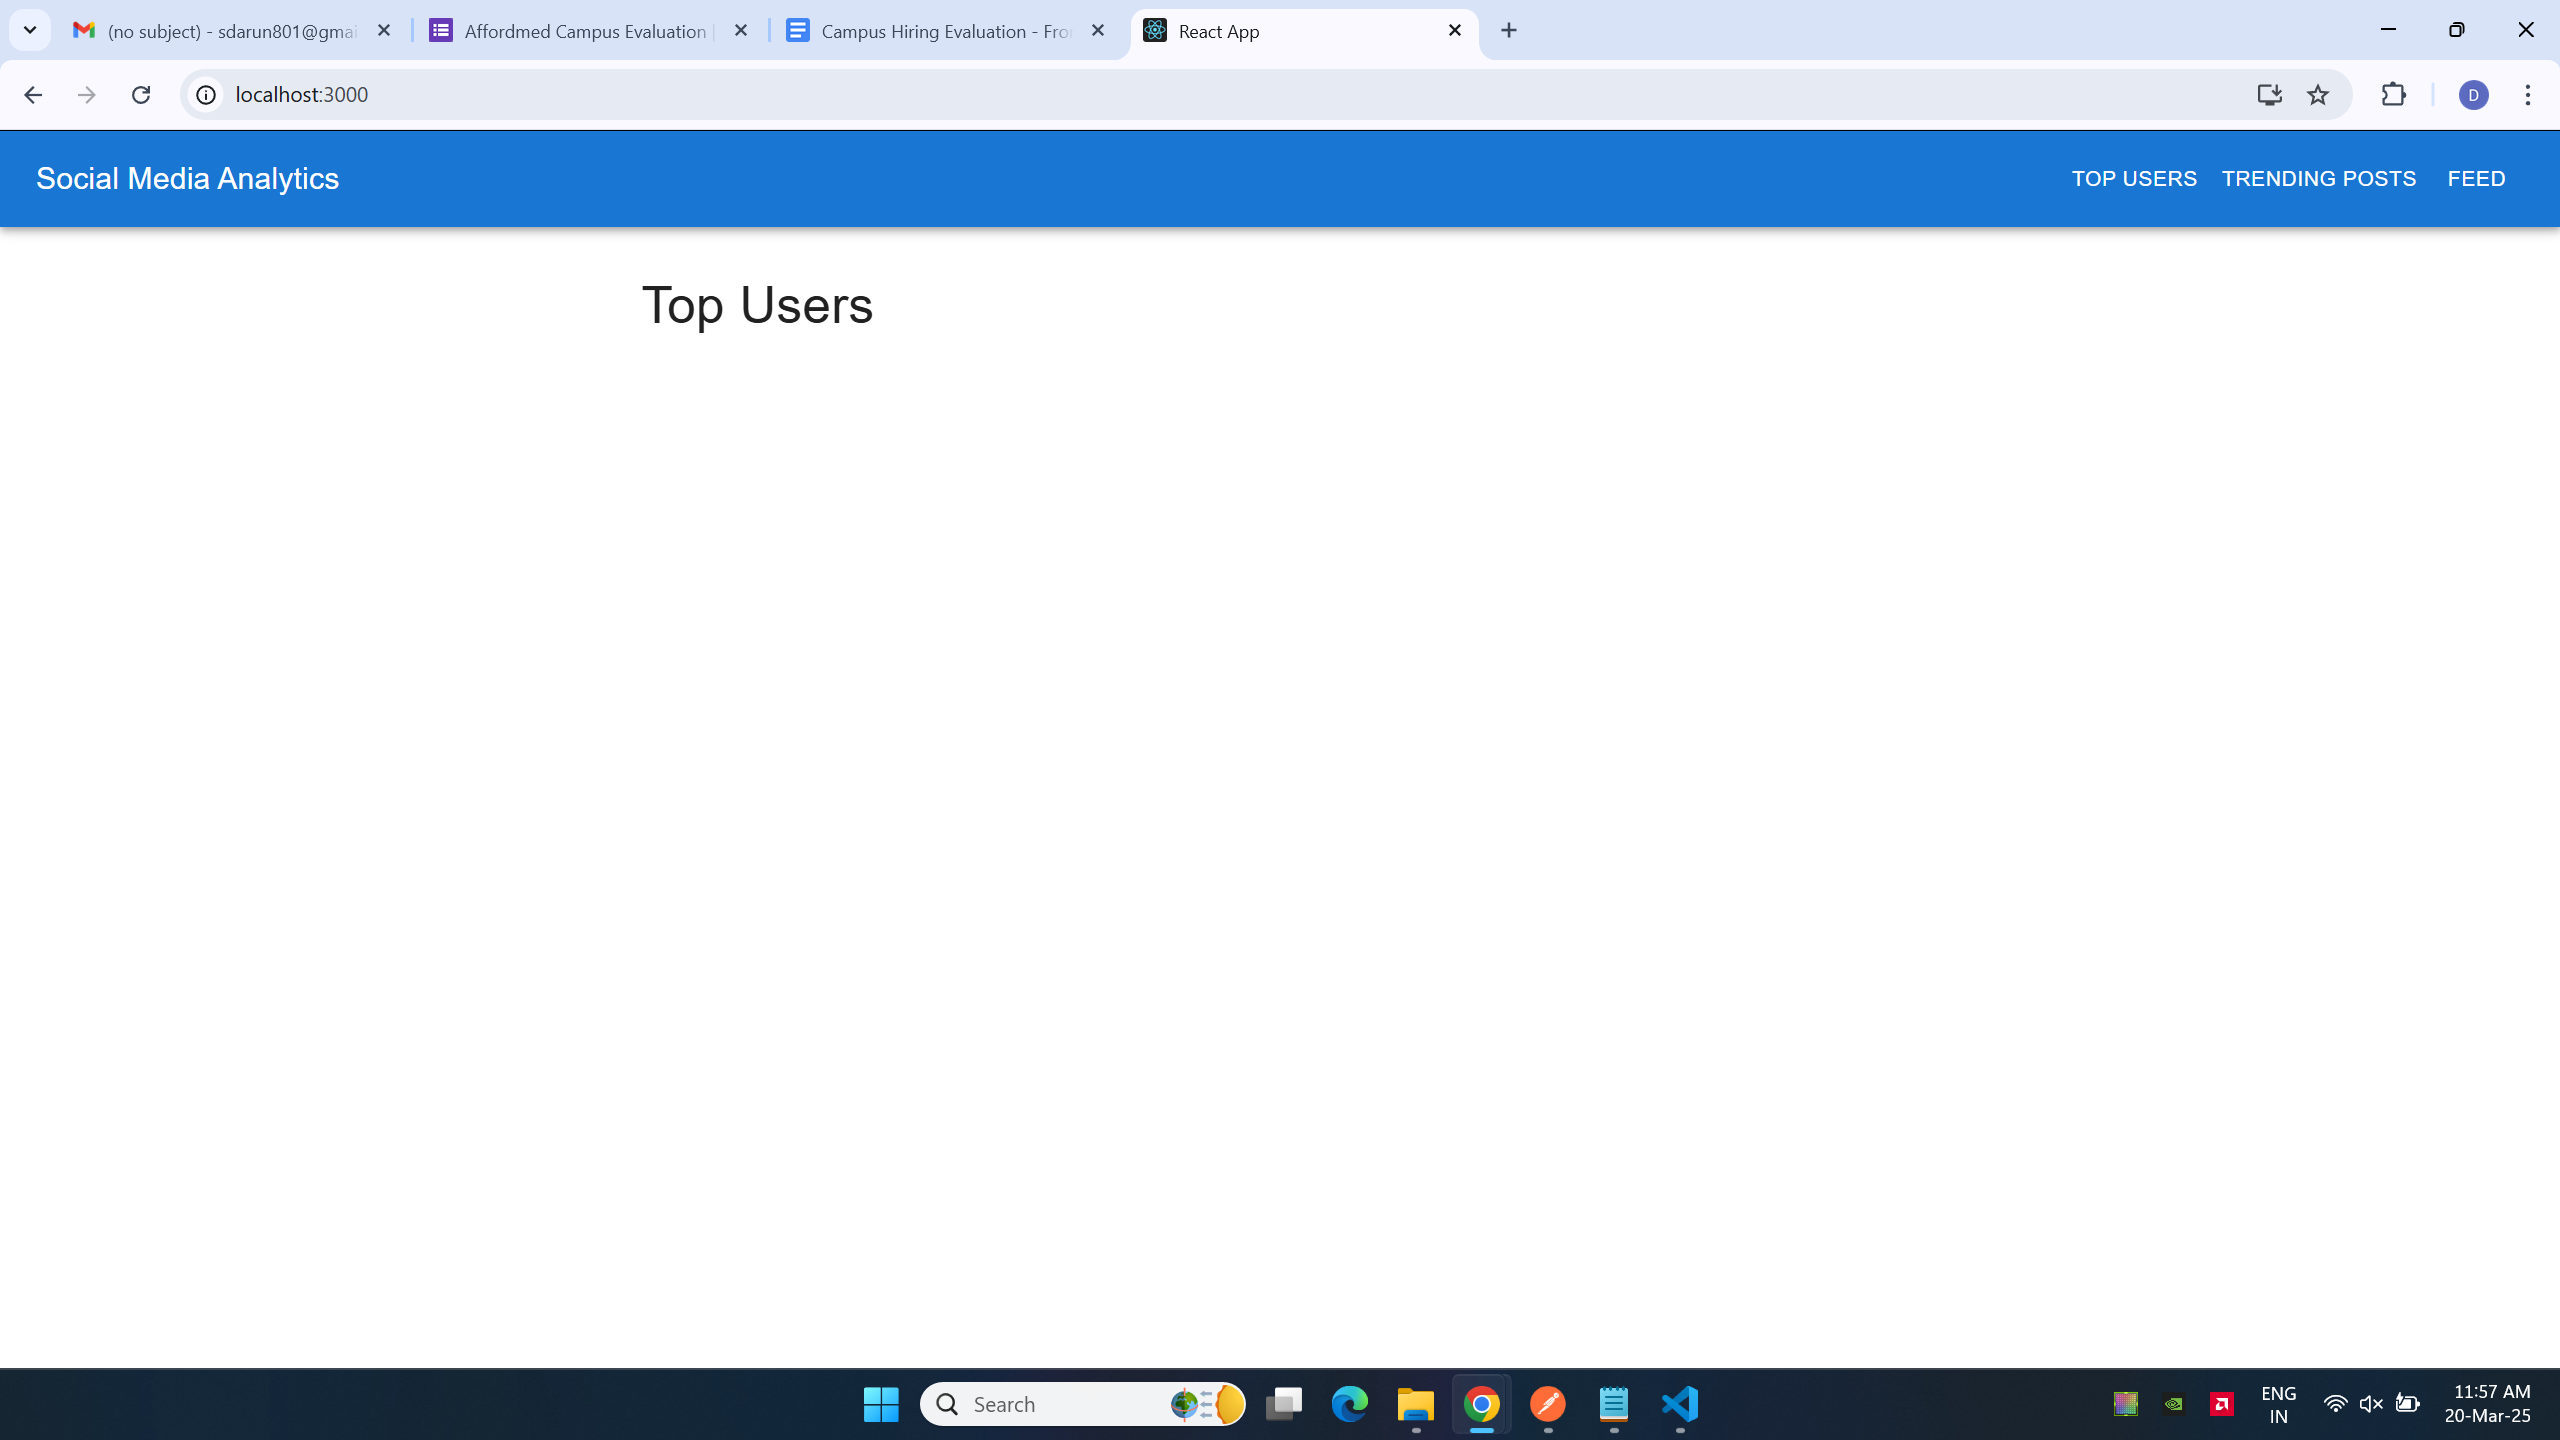 (no subject) - sdarun801@gmai
Affordmed Campus Evaluation
Campus Hiring Evaluation - Fro
React App
localhost:3000
D
Social Media Analytics
TOP USERS
TRENDING POSTS
FEED
Top Users
Search
ENG
IN
11:57 AM
20-Mar-25